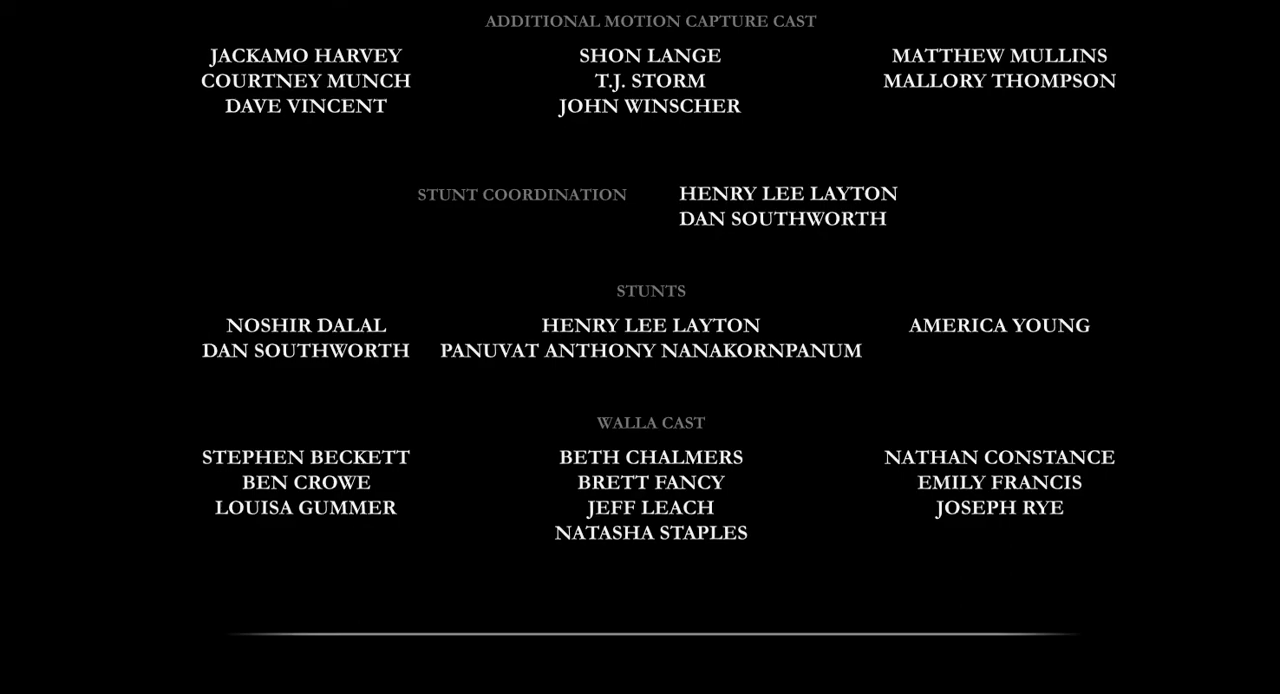 ADDITIONAL MOTION CAPTURE CAST
JACKAMO HARVEY SHON LANGE MATTHEW MULLINS
COURTNEY MUNCH T.J. STORM MALLORY THOMPSON
DAVE VINCENT JOHN WINSCHER
STUNT COORDINATION HENRY LEE LAYTON
DAN SOUTHWORTH
STUNTS
NOSHIR DALAL HENRY LEE LAYTON AMERICA YOUNG
DAN SOUTHWORTH PANUVAT ANTHONY NANAKORNPANUM
WALLA CAST
STEPHEN BECKETT BETH CHALMERS NATHAN CONSTANCE
BEN CROWE BRETT FANCY EMILY FRANCIS
LOUISA GUMMER JEFF LEACH JOSEPH RYE
NATASHA STAPLES